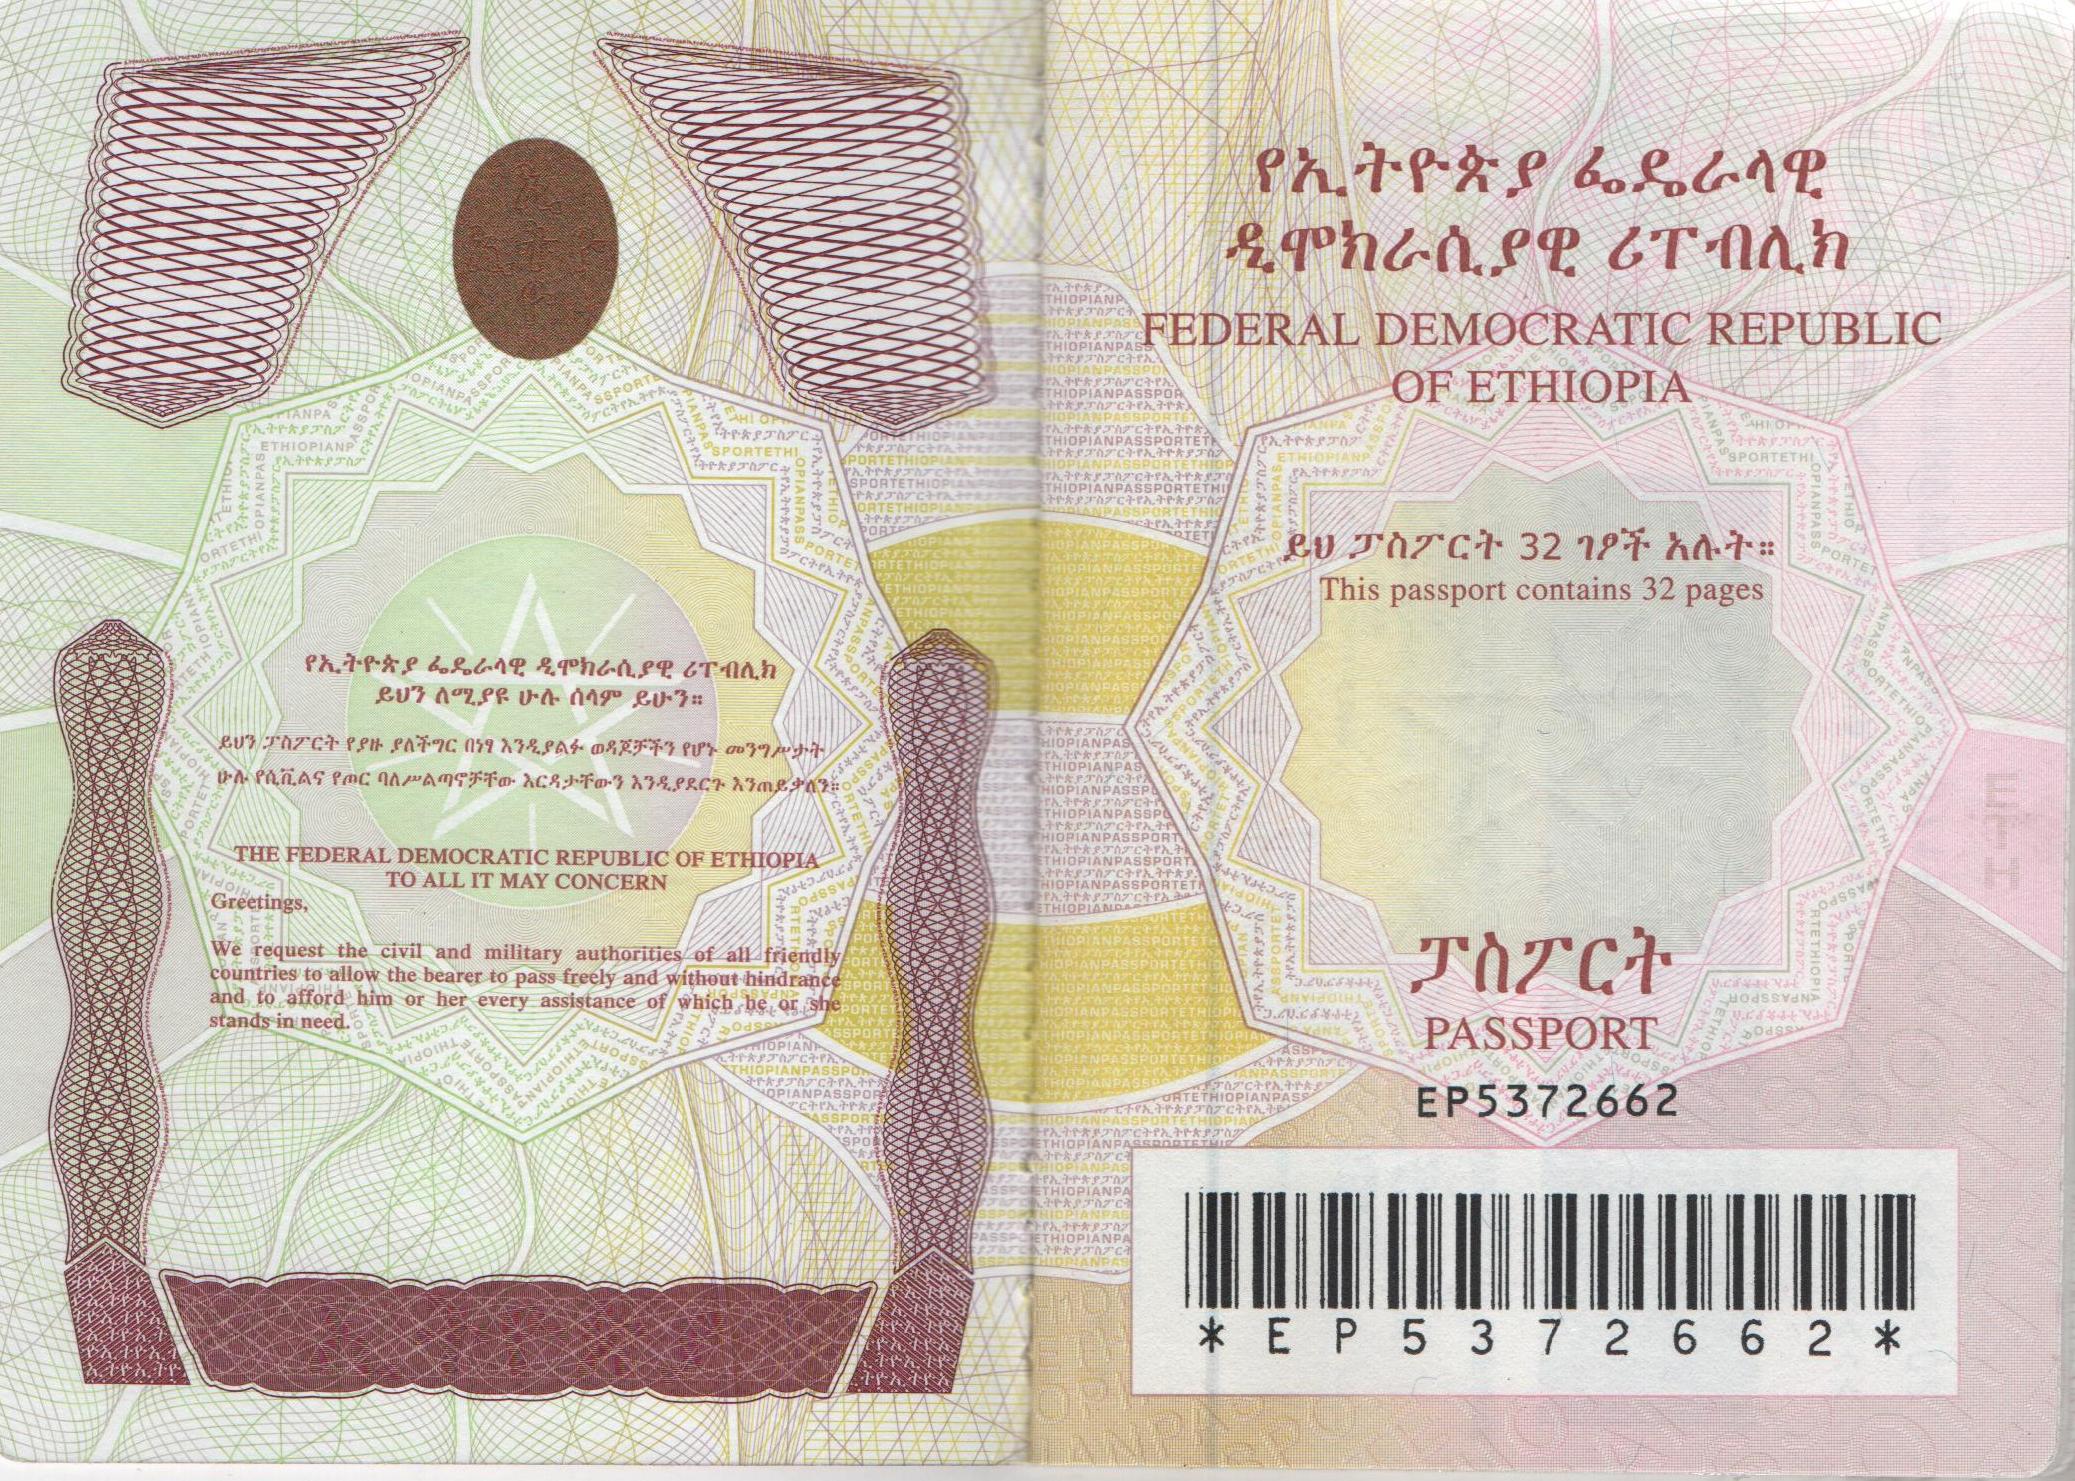 የኢትዮጵያ ፌዴራላዊ ዲሞክራሲያዊ ሪፐብሊክ
ይህን ለሚያዩ ሁሉ ሰላም ይሁን።
ይህን ፓስፖርት የያዙ ያለችግር በነፃ እንዲያልፉ ወዳጆቻችን የሆኑ መንግሥታት
ሁሉ የሲቪልና የጦር ባለሥልጣኖቻቸው እርዳታቸውን እንዲያደርጉ እንጠይቃለን።
THE FEDERAL DEMOCRATIC REPUBLIC OF ETHIOPIA
TO ALL IT MAY CONCERN
Greetings,
We request the civil and military authorities of all friendly
countries to allow the bearer to pass freely and without hindrance
and to afford him or her every assistance of which he or she
stands in need.
የኢትዮጵያ ፌዴራላዊ
ዲሞክራሲያዊ ሪፐብሊክ
FEDERAL DEMOCRATIC REPUBLIC
OF ETHIOPIA
ይህ ፓስፖርት 32 ገፆች አሉት።
This passport contains 32 pages
ፓስፖርት
PASSPORT
EP5372662
*EP5372662*
ETH